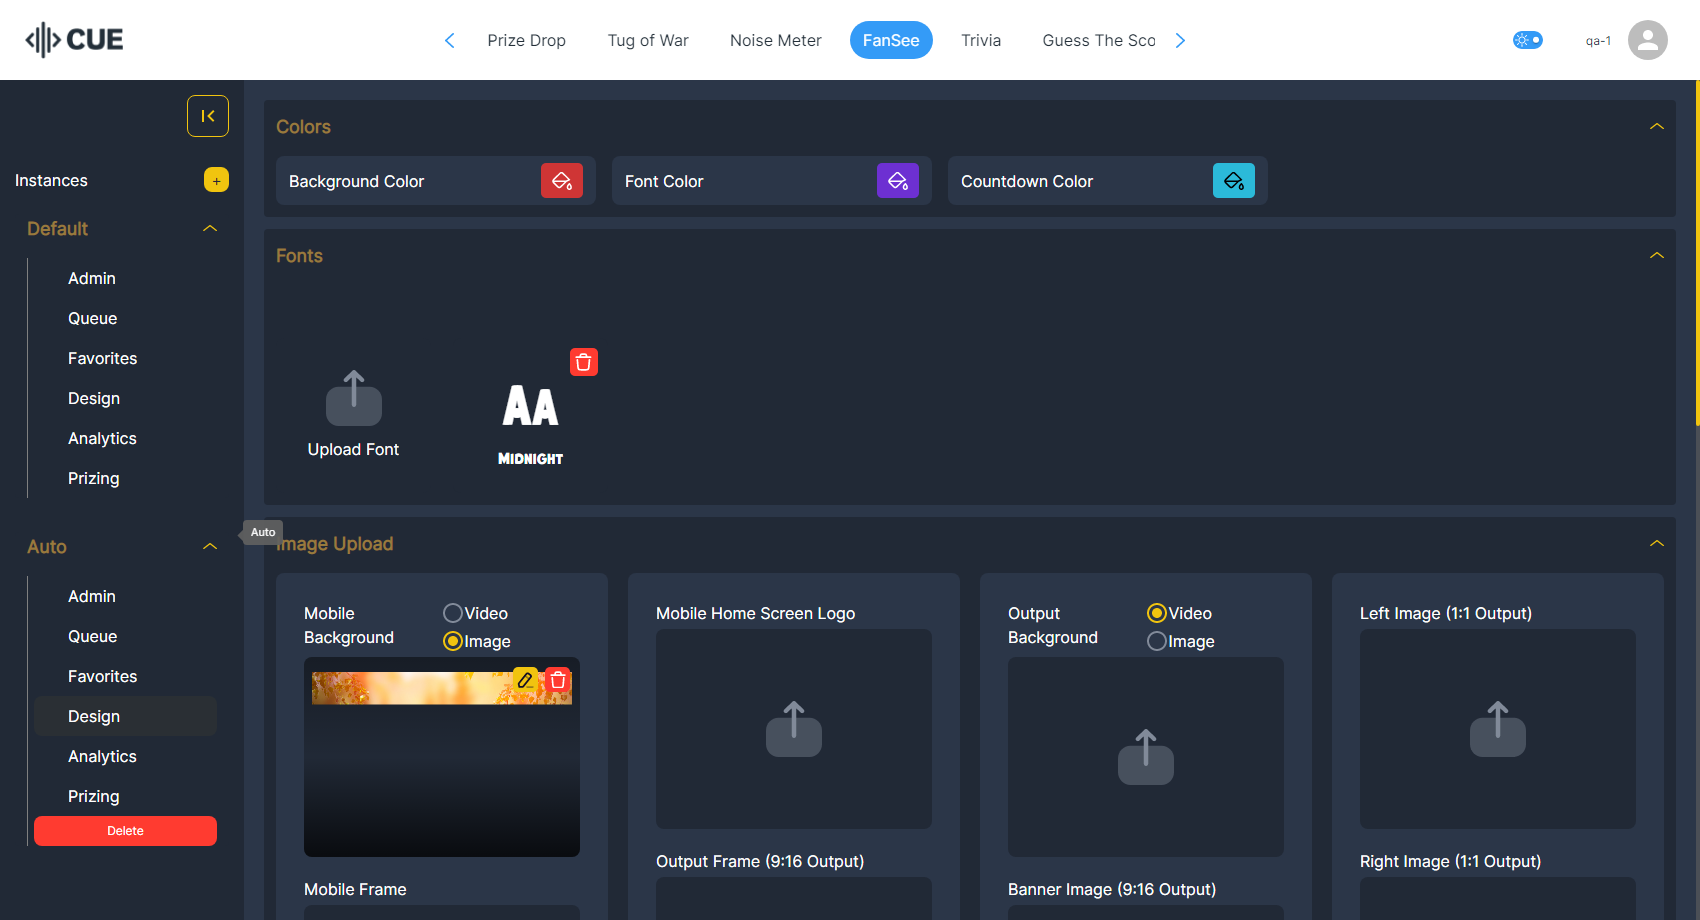 CUE
Prize Drop
Tug of War
Noise Meter
FanSee
Trivia
Guess The Sco
qa-1
Instances
+
Default
Admin
Queue
Favorites
Design
Analytics
Prizing
Auto
Admin
Queue
Favorites
Design
Analytics
Prizing
Delete
Auto
Colors
Background Color
Font Color
Countdown Color
Fonts
Upload Font
AA
MIDNIGHT
Image Upload
Mobile
Background
Video
Image
Mobile Frame
Mobile Home Screen Logo
Output Frame (9:16 Output)
Output
Background
Video
Image
Banner Image (9:16 Output)
Left Image (1:1 Output)
Right Image (1:1 Output)